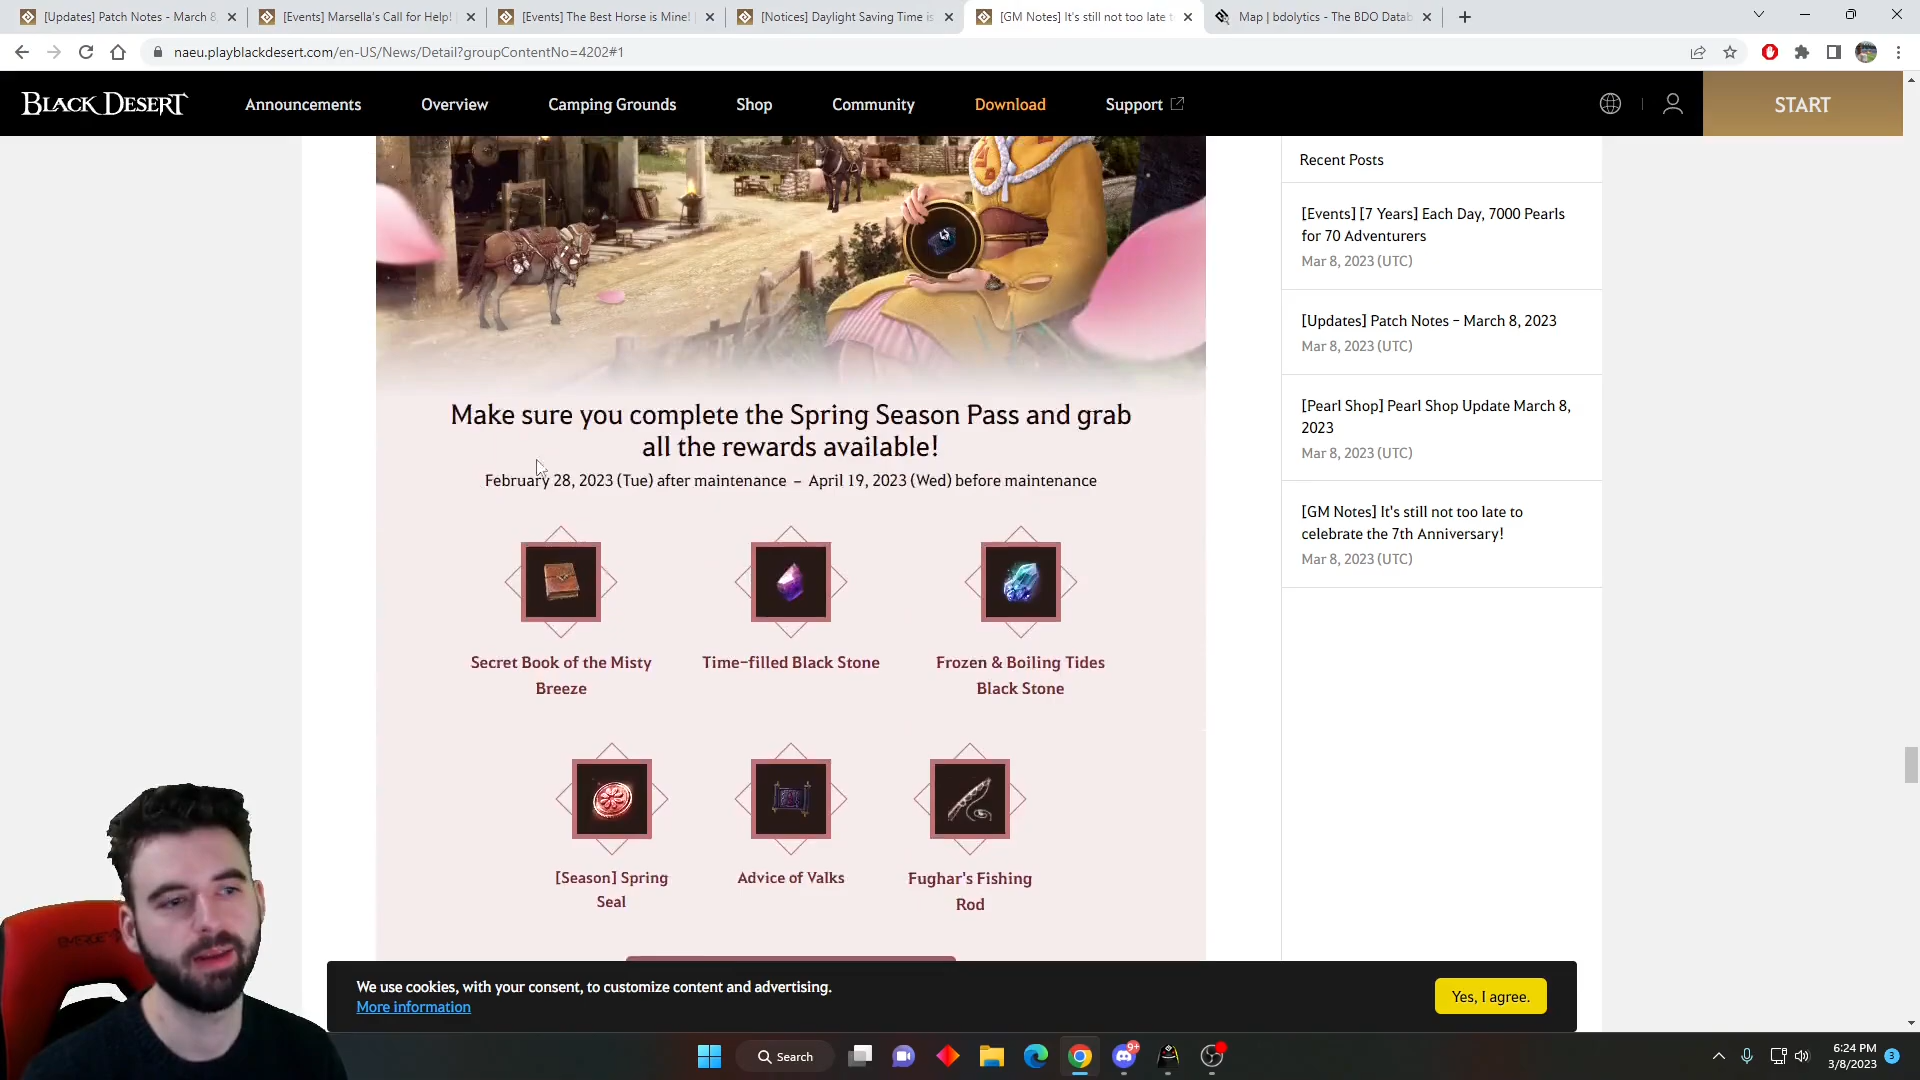 [Updates] Patch Notes - March 8,
[Events] Marsella's Call for Help!
[Events] The Best Horse is Mine!
[Notices] Daylight Saving Time is
[GM Notes] It's still not too late t
Map | bdolytics - The BDO Datab
naeu.playblackdesert.com/en-US/News/Detail?groupContentNo=4202#1
BLACK DESERT
Announcements
Overview
Camping Grounds
Shop
Community
Download
Support
START
Recent Posts
[Events] [7 Years] Each Day, 7000 Pearls
for 70 Adventurers
Mar 8, 2023 (UTC)
[Updates] Patch Notes - March 8, 2023
Mar 8, 2023 (UTC)
[Pearl Shop] Pearl Shop Update March 8,
2023
Mar 8, 2023 (UTC)
[GM Notes] It's still not too late to
celebrate the 7th Anniversary!
Mar 8, 2023 (UTC)
Make sure you complete the Spring Season Pass and grab
all the rewards available!
February 28, 2023 (Tue) after maintenance – April 19, 2023 (Wed) before maintenance
Secret Book of the Misty
Breeze
Time-filled Black Stone
Frozen & Boiling Tides
Black Stone
[Season] Spring
Seal
Advice of Valks
Fughar's Fishing
Rod
We use cookies, with your consent, to customize content and advertising.
More information
Yes, I agree.
Search
9+
6:24 PM
3/8/2023
3